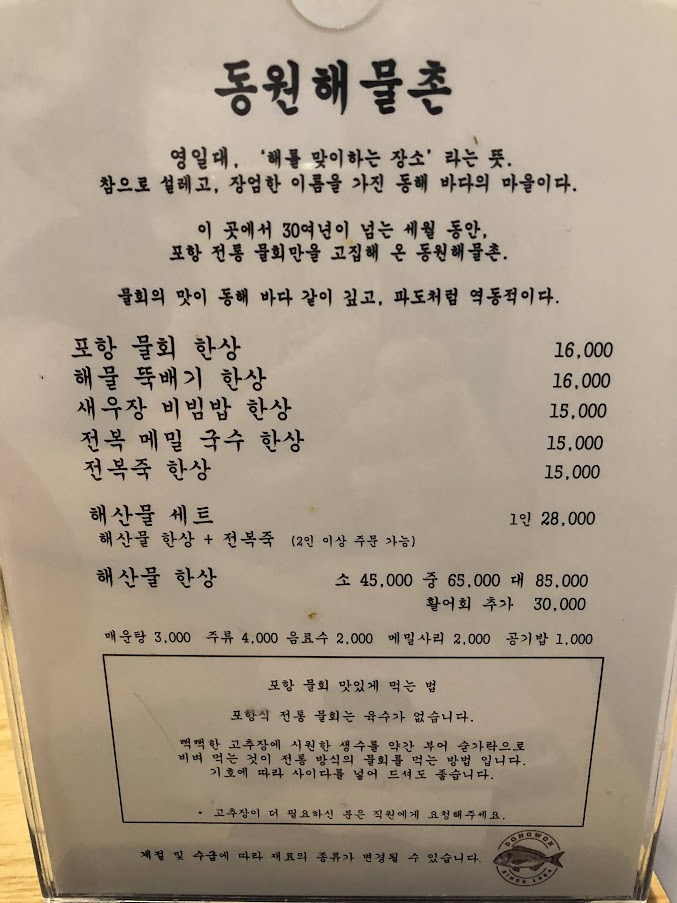 동원해물촌
영일대, '해를 맞이하는 장소' 라는 뜻.
참으로 설레고, 장엄한 이름을 가진 동해 바다의 마을이다.
이 곳에서 30여년이 넘는 세월 동안,
포항 전통 물회만을 고집해 온 동원해물촌.
물회의 맛이 동해 바다 같이 깊고, 파도처럼 역동적이다.
포항 물회 한상 16,000
해물 뚝배기 한상 16,000
새우장 비빔밥 한상 15,000
전복 메밀 국수 한상 15,000
전복죽 한상 15,000
해산물 세트 1인 28,000
해산물 한상 + 전복죽 (2인 이상 주문 가능)
해산물 한상 소 45,000 중 65,000 대 85,000
활어회 추가 30,000
매운탕 3,000 주류 4,000 음료수 2,000 메밀사리 2,000 공기밥 1,000
포항 물회 맛있게 먹는 법
포항식 전통 물회는 육수가 없습니다.
빽빽한 고추장에 시원한 생수를 약간 부어 숟가락으로
비벼 먹는 것이 전통 방식의 물회를 먹는 방법 입니다.
기호에 따라 사이다를 넣어 드셔도 좋습니다.
* 고추장이 더 필요하신 분은 직원에게 요청해주세요.
계절 및 수급에 따라 재료의 종류가 변경될 수 있습니다.
DONGWON
SINCE